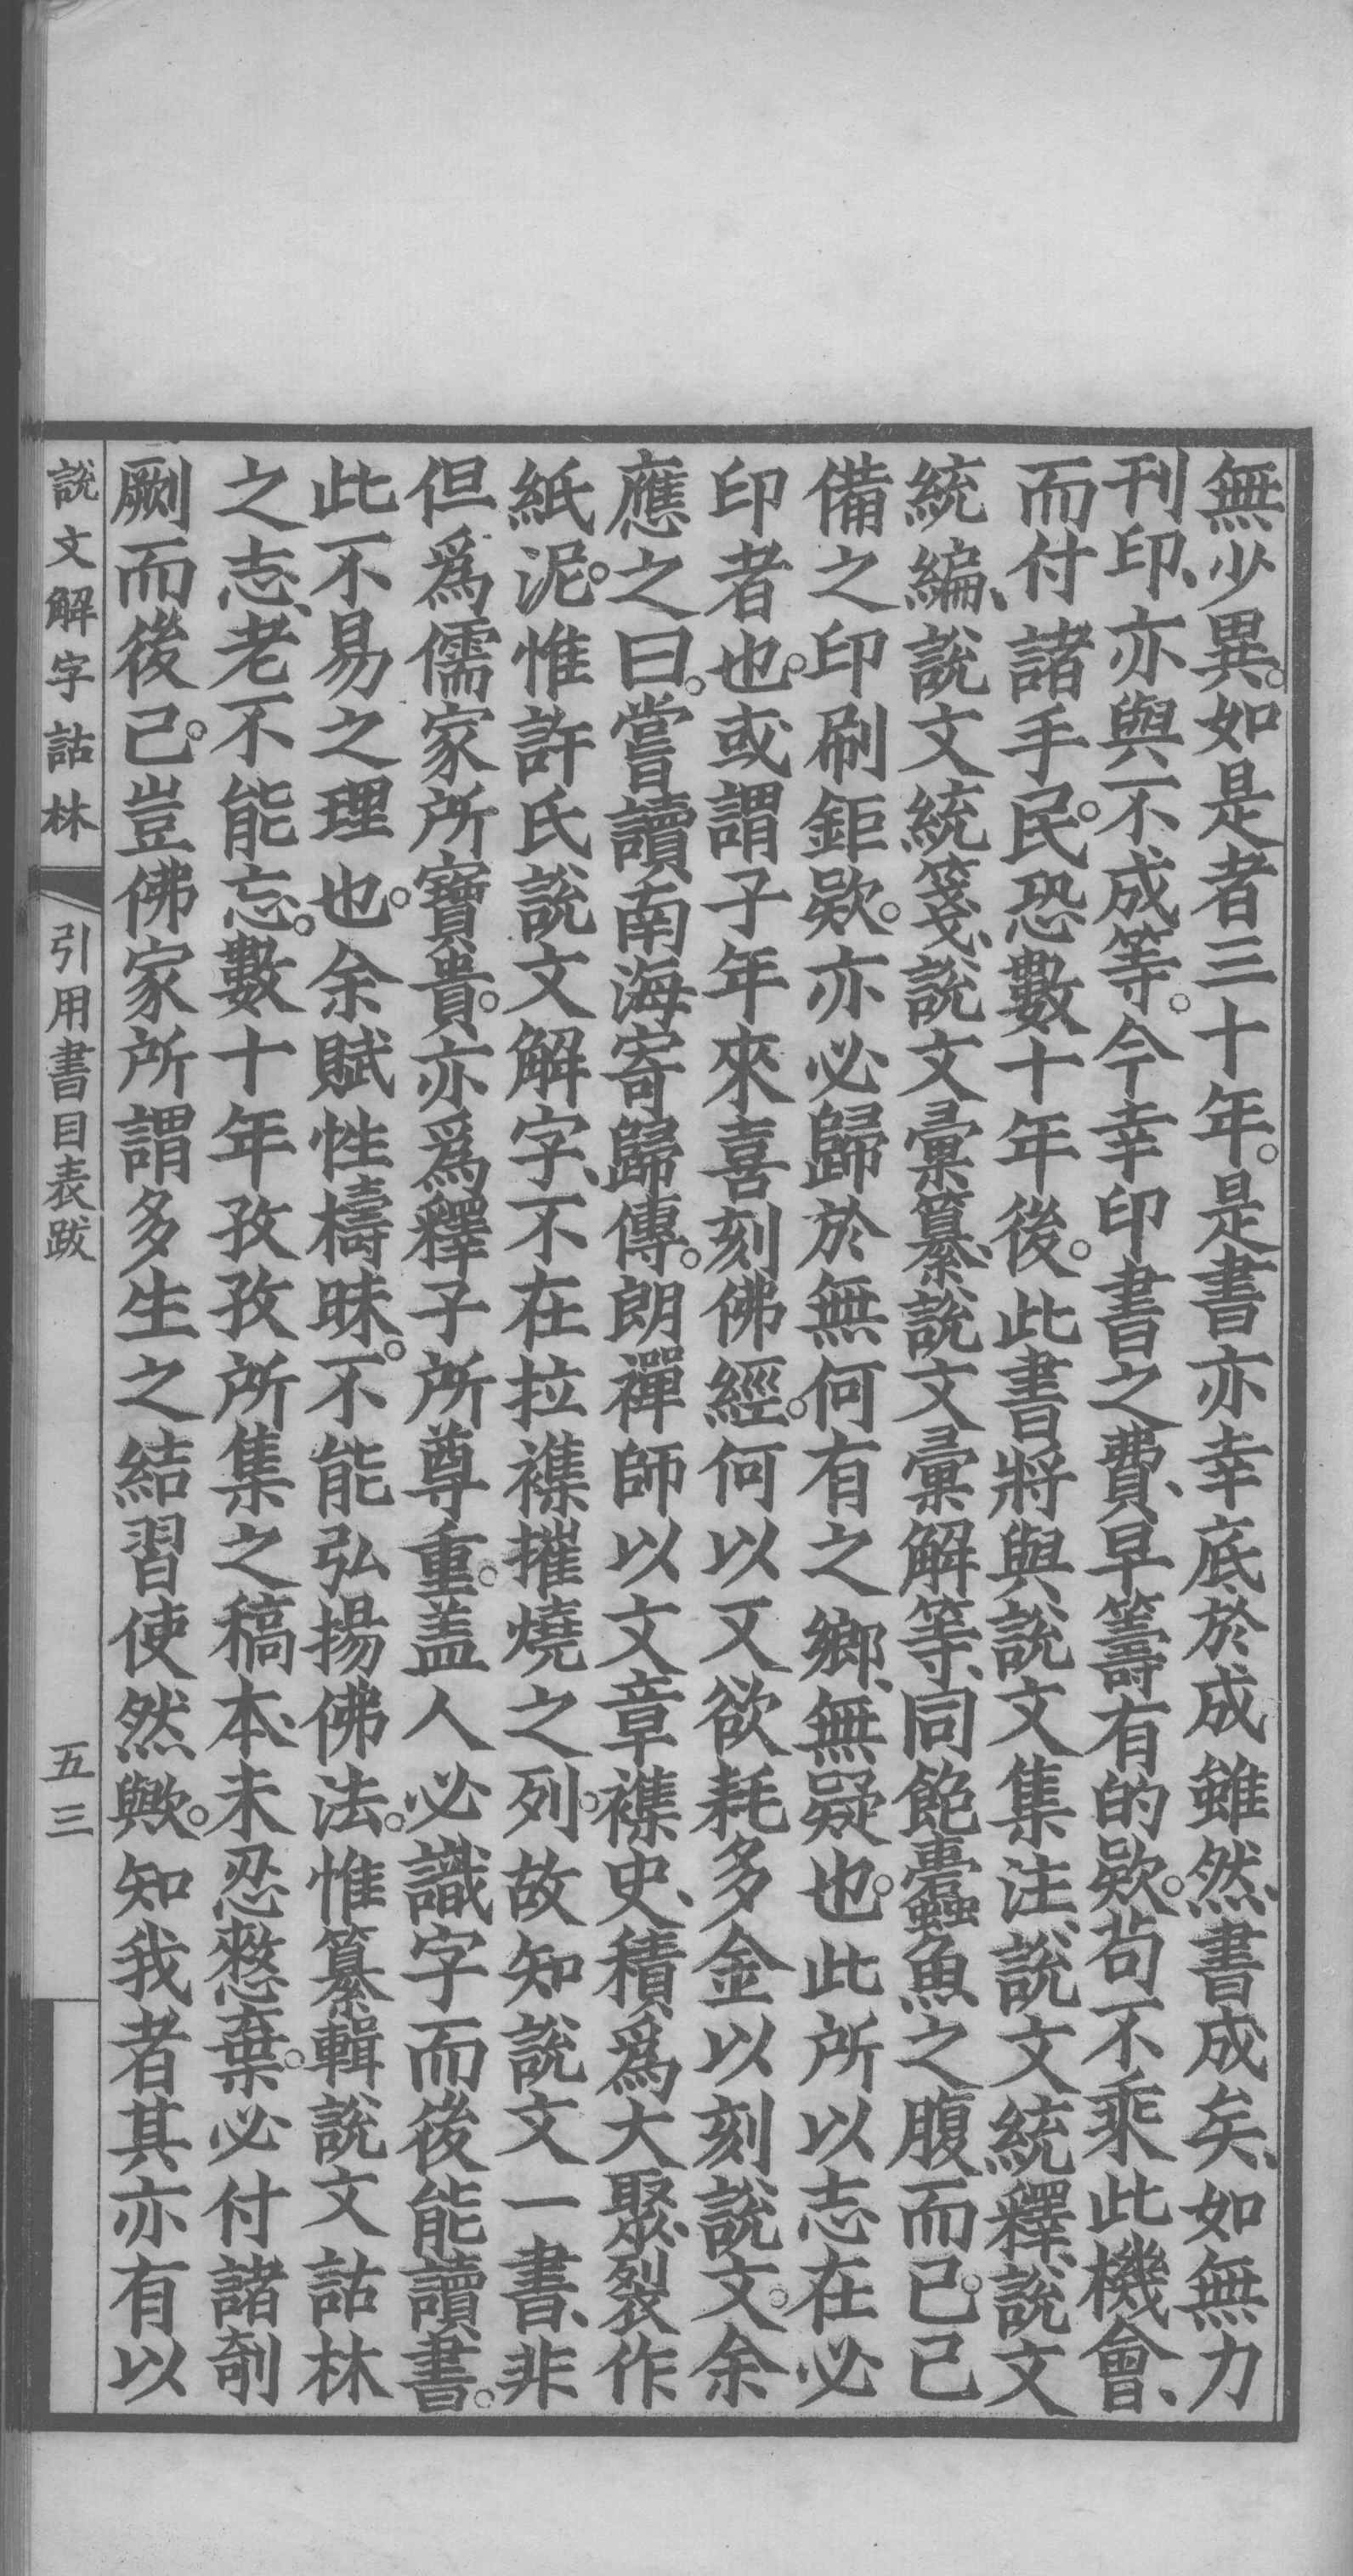 無少異。如是者三十年。是書亦幸底於成雖然、書成矣、如無力
刊印、亦與不成等。今幸印書之費、早籌有的款。茍不乘此機會、
而付諸手民。恐數十年後。此書將與說文集注、說文統釋、說文
統編、說文統箋、說文彙纂、說文彙解等、同飽蠹魚之腹而已。已
備之印刷鉅款。亦必歸於無何有之鄉、無疑也。此所以志在必
印者也。或謂子年來喜刻佛經。何以又欲耗多金以刻說文。余
應之曰。嘗讀南海寄歸傳。朗禪師以文章襍史、積爲大聚、裂作
紙泥。惟許氏說文解字、不在拉襍摧燒之列。故知說文一書、非
但爲儒家所寶貴。亦爲釋子所尊重。盖人必識字而後能讀書。
此不易之理也。余賦性檮昧。不能弘揚佛法。惟纂輯說文詁林
之志、老不能忘。數十年孜孜所集之稿本、未忍憗棄。必付諸剞
劂而後已。豈佛家所謂多生之結習使然歟。知我者其亦有以
說文解字詁林　引用書目表跋　五三